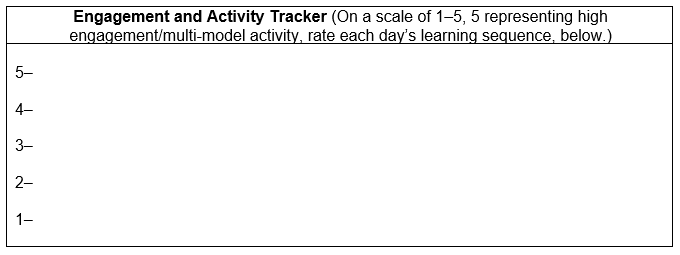 Engagement and Activity Tracker (On a scale of 1–5, 5 representing high
engagement/multi-model activity, rate each day’s learning sequence, below.)
5–
4–
3–
2–
1–